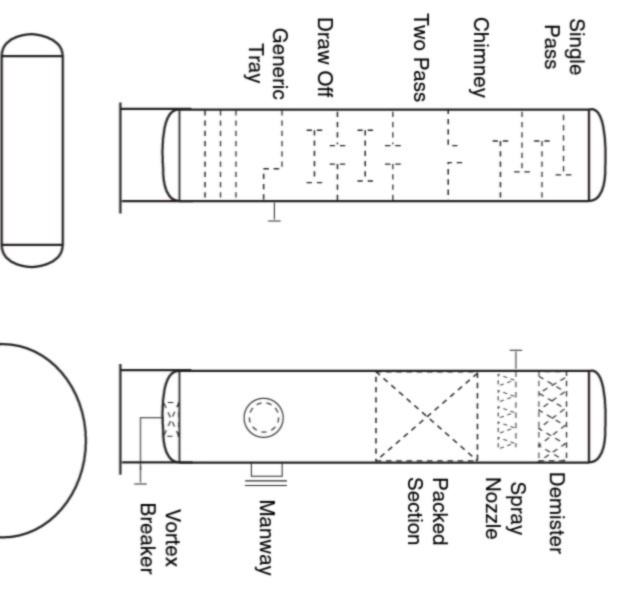 Single
Pass
Chimney
Two Pass
Draw Off
Generic
Tray
Demister
Spray
Nozzle
Packed
Section
Manway
Vortex
Breaker